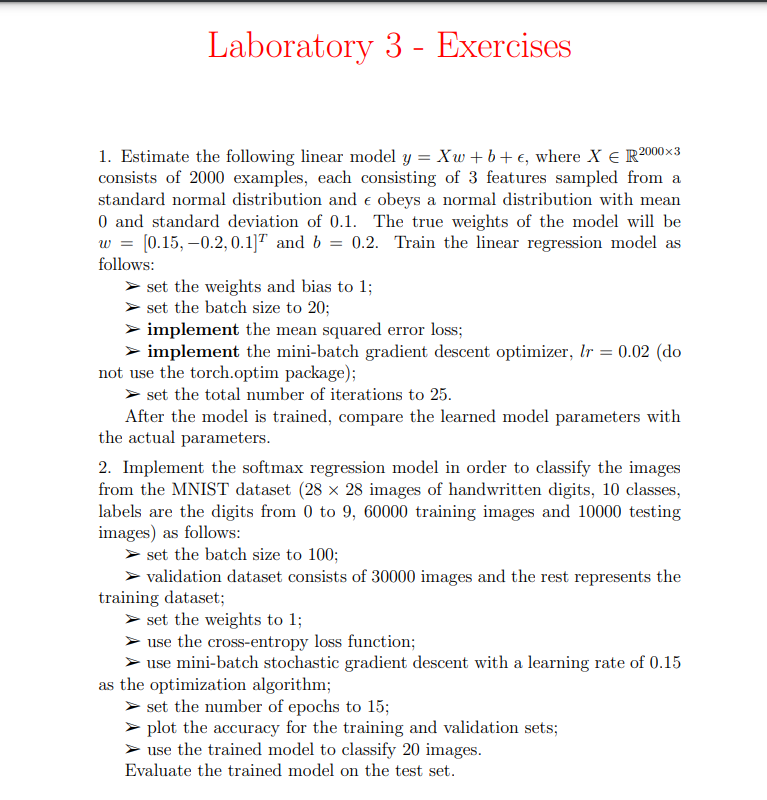 Laboratory 3 - Exercises
1. Estimate the following linear model y = Xw + b + ϵ, where X ∈ ℝ^{2000×3}
consists of 2000 examples, each consisting of 3 features sampled from a
standard normal distribution and ϵ obeys a normal distribution with mean
0 and standard deviation of 0.1. The true weights of the model will be
w = [0.15, −0.2, 0.1]^T and b = 0.2. Train the linear regression model as
follows:
➢ set the weights and bias to 1;
➢ set the batch size to 20;
➢ implement the mean squared error loss;
➢ implement the mini-batch gradient descent optimizer, lr = 0.02 (do
not use the torch.optim package);
➢ set the total number of iterations to 25.
After the model is trained, compare the learned model parameters with
the actual parameters.
2. Implement the softmax regression model in order to classify the images
from the MNIST dataset (28 × 28 images of handwritten digits, 10 classes,
labels are the digits from 0 to 9, 60000 training images and 10000 testing
images) as follows:
➢ set the batch size to 100;
➢ validation dataset consists of 30000 images and the rest represents the
training dataset;
➢ set the weights to 1;
➢ use the cross-entropy loss function;
➢ use mini-batch stochastic gradient descent with a learning rate of 0.15
as the optimization algorithm;
➢ set the number of epochs to 15;
➢ plot the accuracy for the training and validation sets;
➢ use the trained model to classify 20 images.
Evaluate the trained model on the test set.